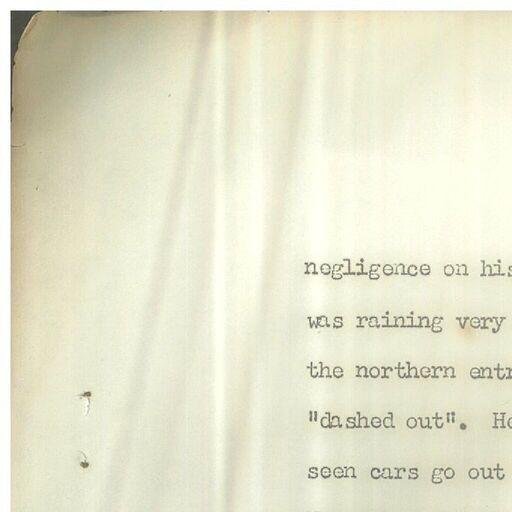 negligence on his
was raining very
the northern entr
"dashed out". He
seen cars go out